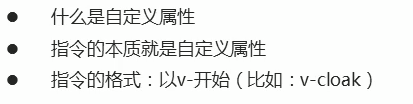 ● 什么是自定义属性
● 指令的本质就是自定义属性
● 指令的格式：以v-开始（比如：v-cloak）